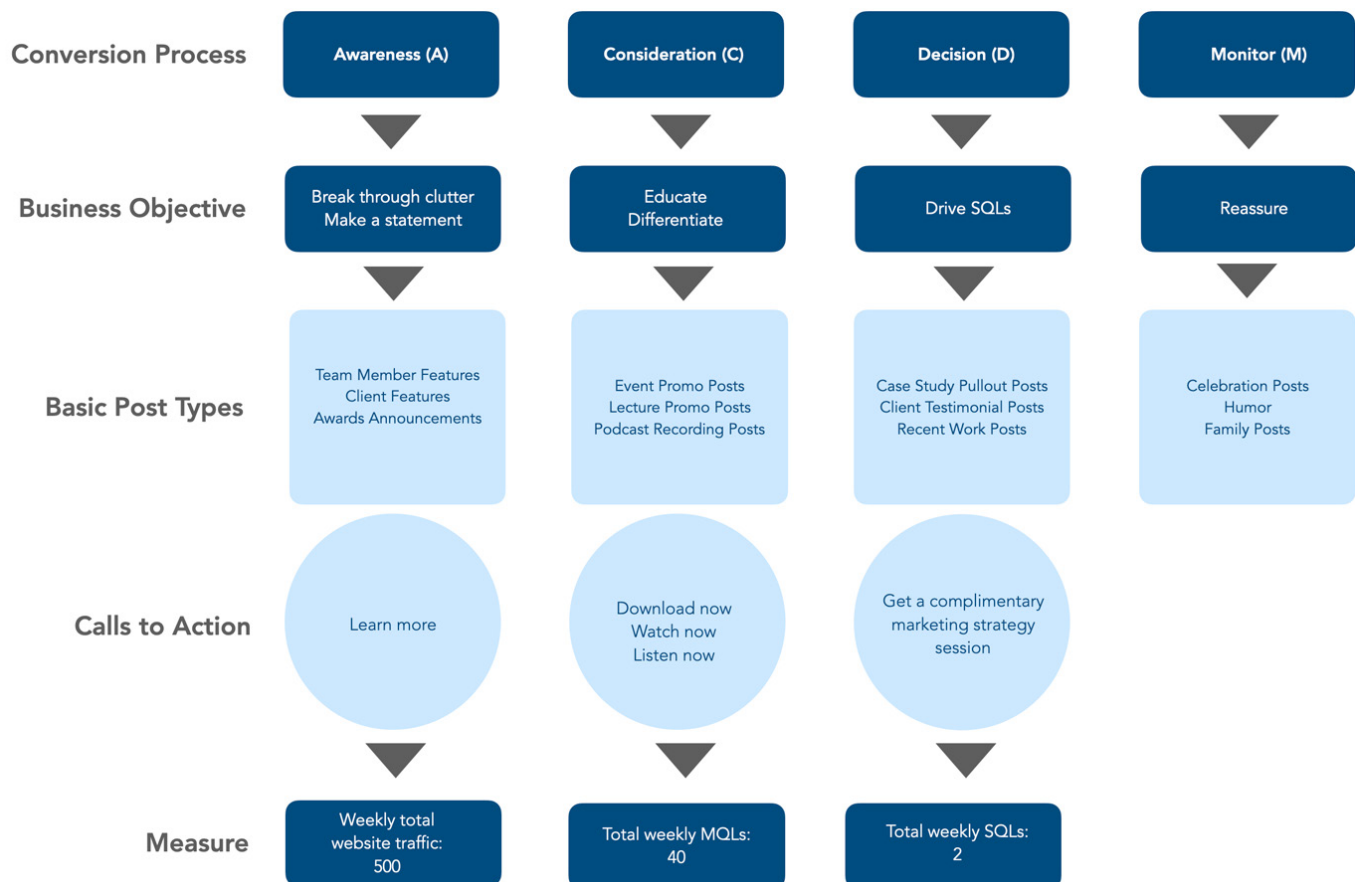 Conversion Process
Awareness (A)
Consideration (C)
Decision (D)
Monitor (M)
Business Objective
Break through clutter
Make a statement
Educate
Differentiate
Drive SQLs
Reassure
Basic Post Types
Team Member Features
Client Features
Awards Announcements
Event Promo Posts
Lecture Promo Posts
Podcast Recording Posts
Case Study Pullout Posts
Client Testimonial Posts
Recent Work Posts
Celebration Posts
Humor
Family Posts
Calls to Action
Learn more
Download now
Watch now
Listen now
Get a complimentary
marketing strategy
session
Measure
Weekly total
website traffic:
500
Total weekly MQLs:
40
Total weekly SQLs:
2